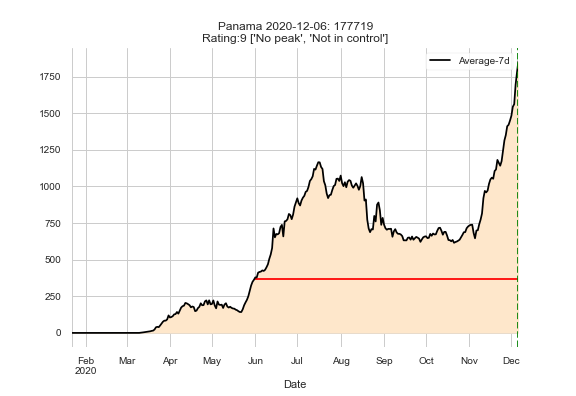 Panama 2020-12-06: 177719
Rating:9 ['No peak', 'Not in control']
Average-7d
1750
1500
1250
1000
750
500
250
0
Feb Mar Apr May Jun Jul Aug Sep Oct Nov Dec
2020
Date